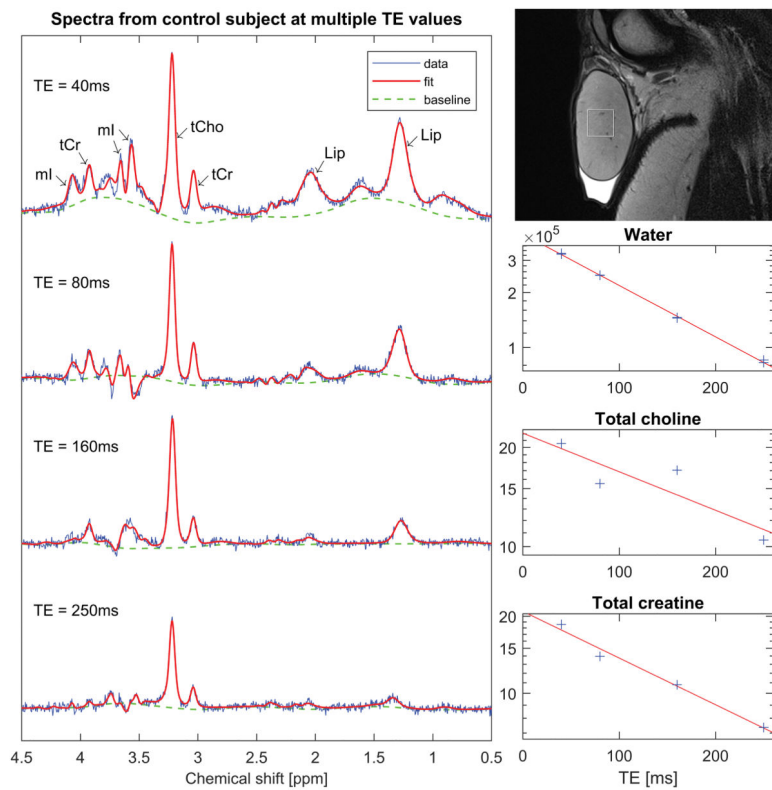 Spectra from control subject at multiple TE values
TE = 40ms
data
fit
baseline
mI
tCr
mI
tCho
tCr
Lip
Lip
TE = 80ms
TE = 160ms
TE = 250ms
4.5 4 3.5 3 2.5 2 1.5 1 0.5
Chemical shift [ppm]
× 10⁵ Water
3
2
1
0 100 200
Total choline
20
15
10
0 100 200
Total creatine
20
15
10
0 100 200
TE [ms]